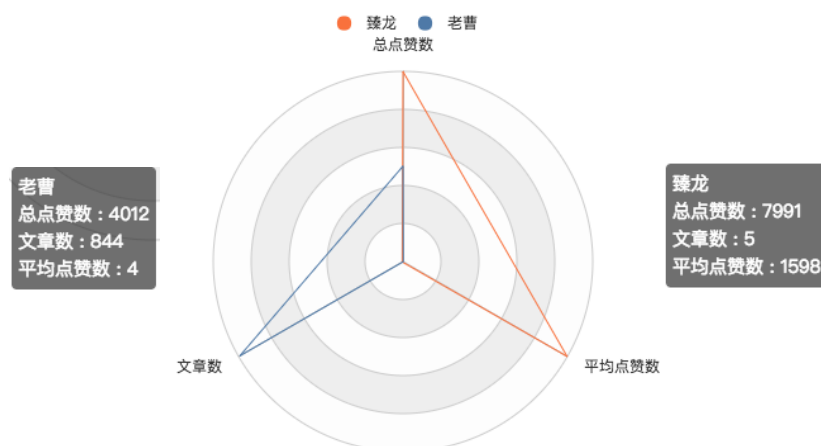 臻龙 老曹
总点赞数
老曹
总点赞数：4012
文章数：844
平均点赞数：4
臻龙
总点赞数：7991
文章数：5
平均点赞数：1598
文章数
平均点赞数